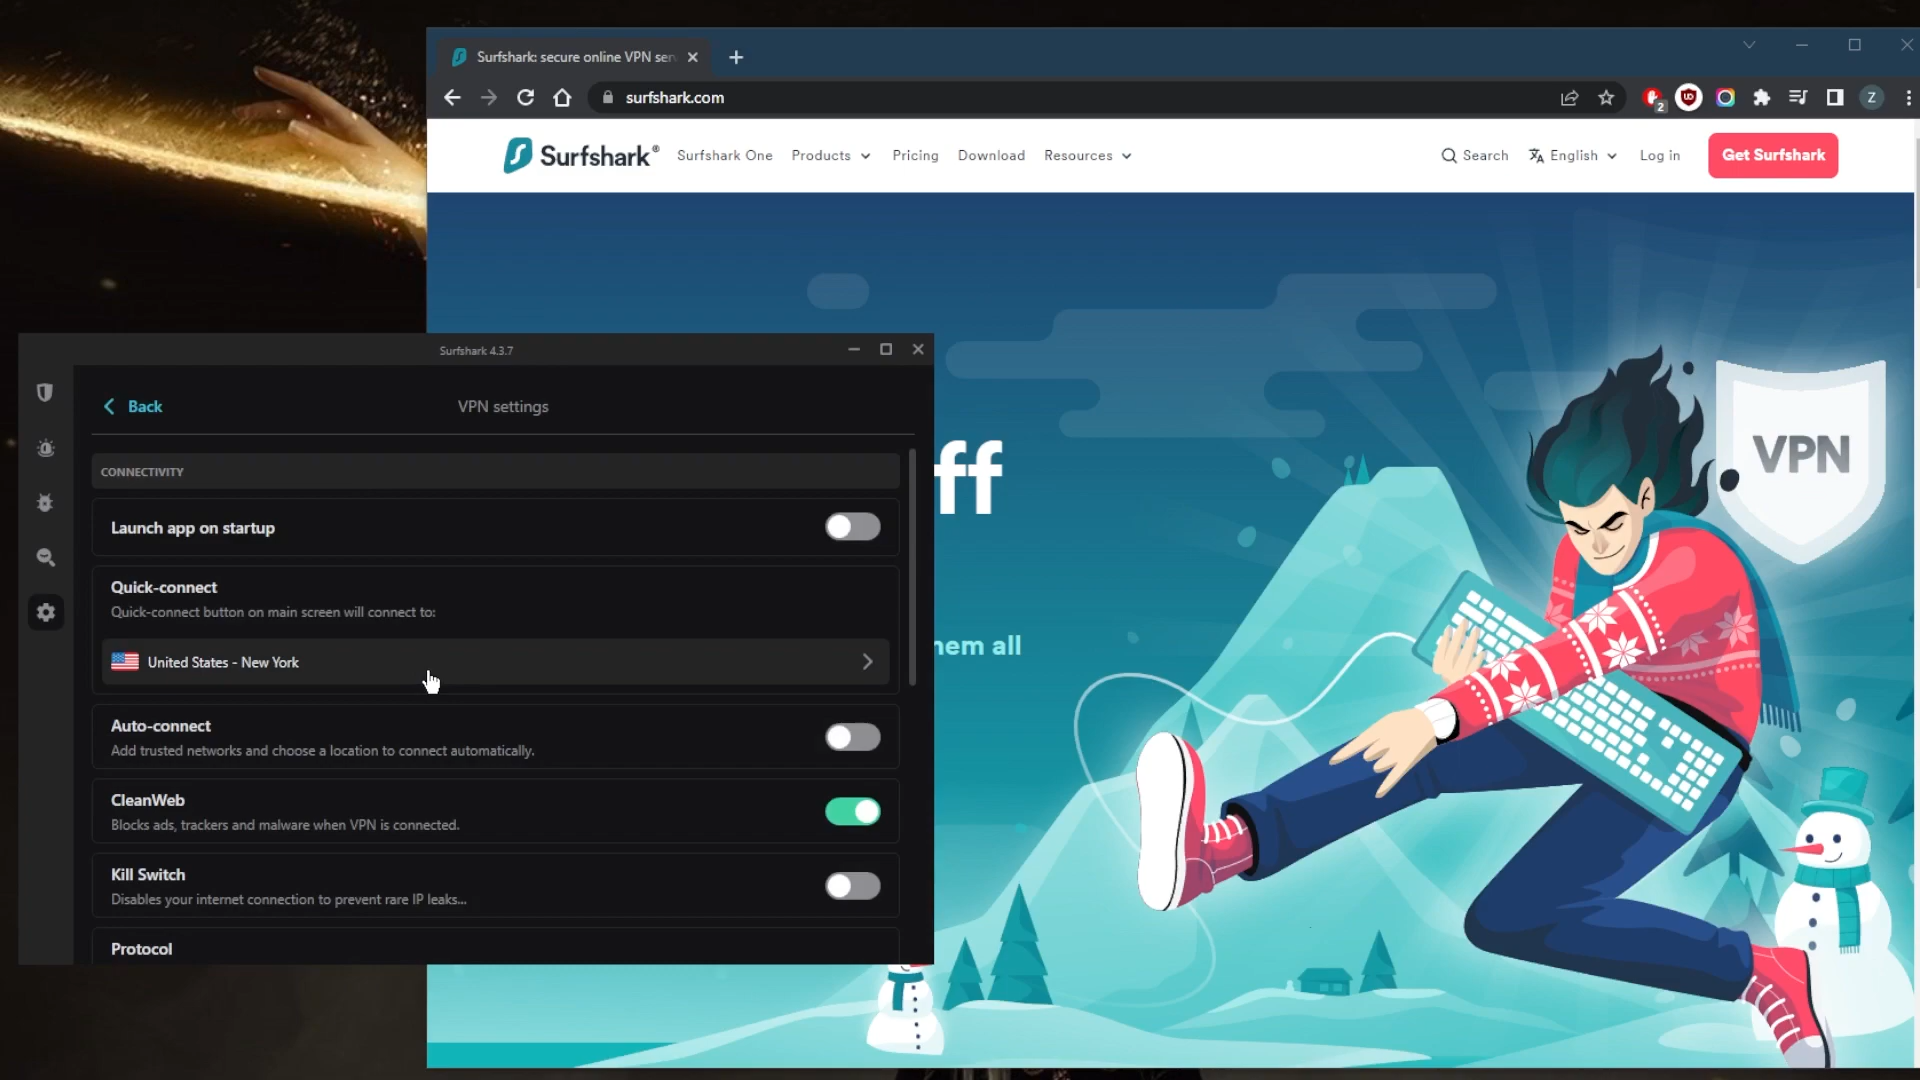 Surfshark: secure online VPN ser
surfshark.com
2
Z
Surfshark®
Surfshark One
Products
Pricing
Download
Resources
Search
English
Log in
Get Surfshark
VPN
ff
hem all
Surfshark 4.3.7
Back
VPN settings
CONNECTIVITY
Launch app on startup
Quick-connect
Quick-connect button on main screen will connect to:
United States - New York
Auto-connect
Add trusted networks and choose a location to connect automatically.
CleanWeb
Blocks ads, trackers and malware when VPN is connected.
Kill Switch
Disables your internet connection to prevent rare IP leaks...
Protocol